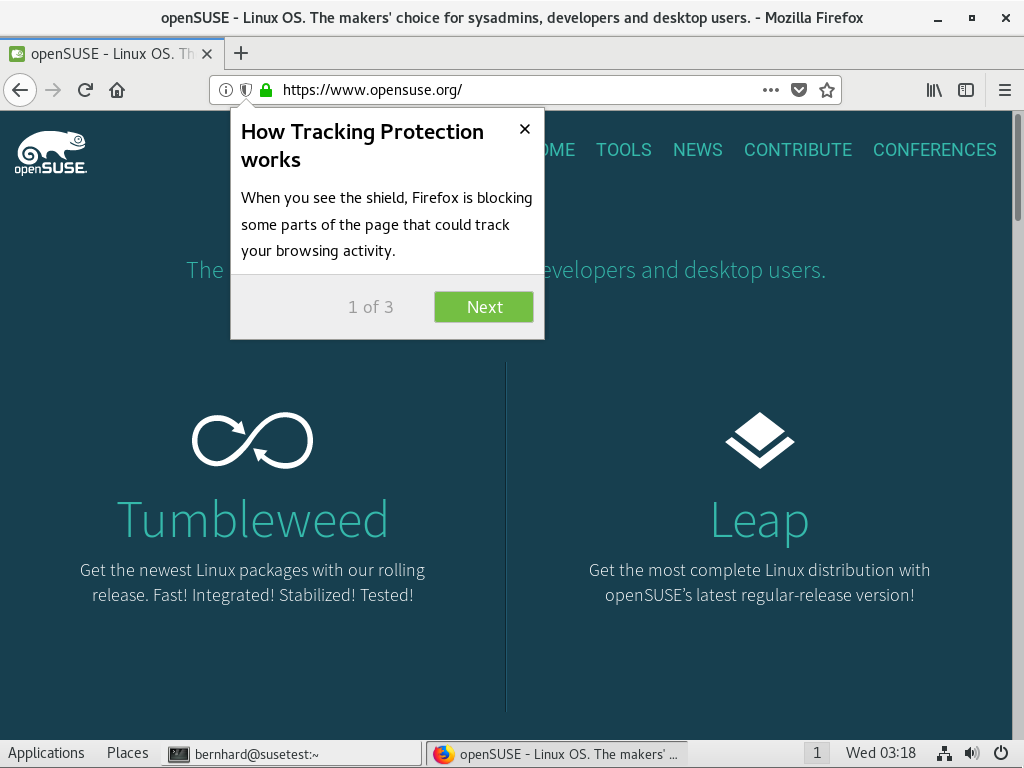 openSUSE - Linux OS. The makers' choice for sysadmins, developers and desktop users. - Mozilla Firefox
openSUSE - Linux OS. Th
https://www.opensuse.org/
How Tracking Protection
works
When you see the shield, Firefox is blocking
some parts of the page that could track
your browsing activity.
1 of 3
Next
openSUSE.
OME TOOLS NEWS CONTRIBUTE CONFERENCES
The evelopers and desktop users.
Tumbleweed
Get the newest Linux packages with our rolling
release. Fast! Integrated! Stabilized! Tested!
Leap
Get the most complete Linux distribution with
openSUSE’s latest regular-release version!
Applications Places bernhard@susetest:~ openSUSE - Linux OS. The makers' ... 1 Wed 03:18